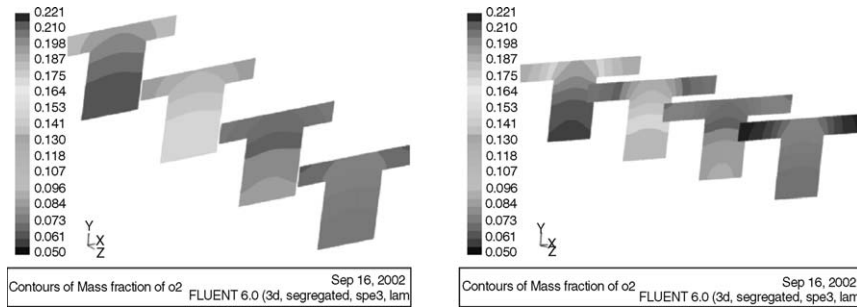 0.221
0.210
0.198
0.187
0.175
0.164
0.153
0.141
0.130
0.118
0.107
0.096
0.084
0.073
0.061
0.050
Y
X
Z
Contours of Mass fraction of o2
Sep 16, 2002
FLUENT 6.0 (3d, segregated, spe3, lam
0.221
0.210
0.198
0.187
0.175
0.164
0.153
0.141
0.130
0.118
0.107
0.096
0.084
0.073
0.061
0.050
Y
X
Z
Contours of Mass fraction of o2
Sep 16, 2002
FLUENT 6.0 (3d, segregated, spe3, lam